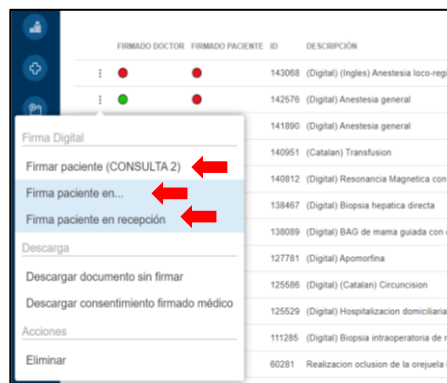 FIRMADO DOCTOR FIRMADO PACIENTE ID DESCRIPCIÓN
143068 (Digital) (Ingles) Anestesia loco-regi
142576 (Digital) Anestesia general
141890 (Digital) Anestesia general
140951 (Catalan) Transfusion
140812 (Digital) Resonancia Magnetica con
138467 (Digital) Biopsia hepatica directa
138089 (Digital) BAG de mama guiada con
127781 (Digital) Apomorfina
125586 (Digital) (Catalan) Circuncision
125529 (Digital) Hospitalizacion domiciliaria
111285 (Digital) Biopsia intraoperatoria de
60281 Realizacion oclusion de la orejuela
Firma Digital
Firmar paciente (CONSULTA 2)
Firma paciente en...
Firma paciente en recepción
Descarga
Descargar documento sin firmar
Descargar consentimiento firmado médico
Acciones
Eliminar